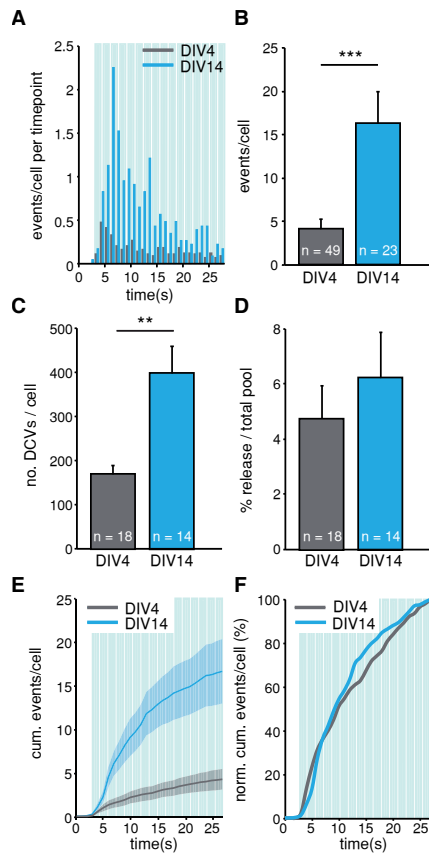 A
2.5
2
1.5
1
0.5
0
events/cell per timepoint
DIV4
DIV14
0 5 10 15 20 25
time(s)
B
25
20
15
10
5
0
events/cell
***
n = 49
n = 23
DIV4 DIV14
C
500
400
300
200
100
0
no. DCVs / cell
**
n = 18
n = 14
DIV4 DIV14
D
8
6
4
2
0
% release / total pool
n = 18
n = 14
DIV4 DIV14
E
25
20
15
10
5
0
cum. events/cell
DIV4
DIV14
0 5 10 15 20 25
time(s)
F
100
80
60
40
20
0
norm. cum. events/cell (%)
DIV4
DIV14
0 5 10 15 20 25
time(s)